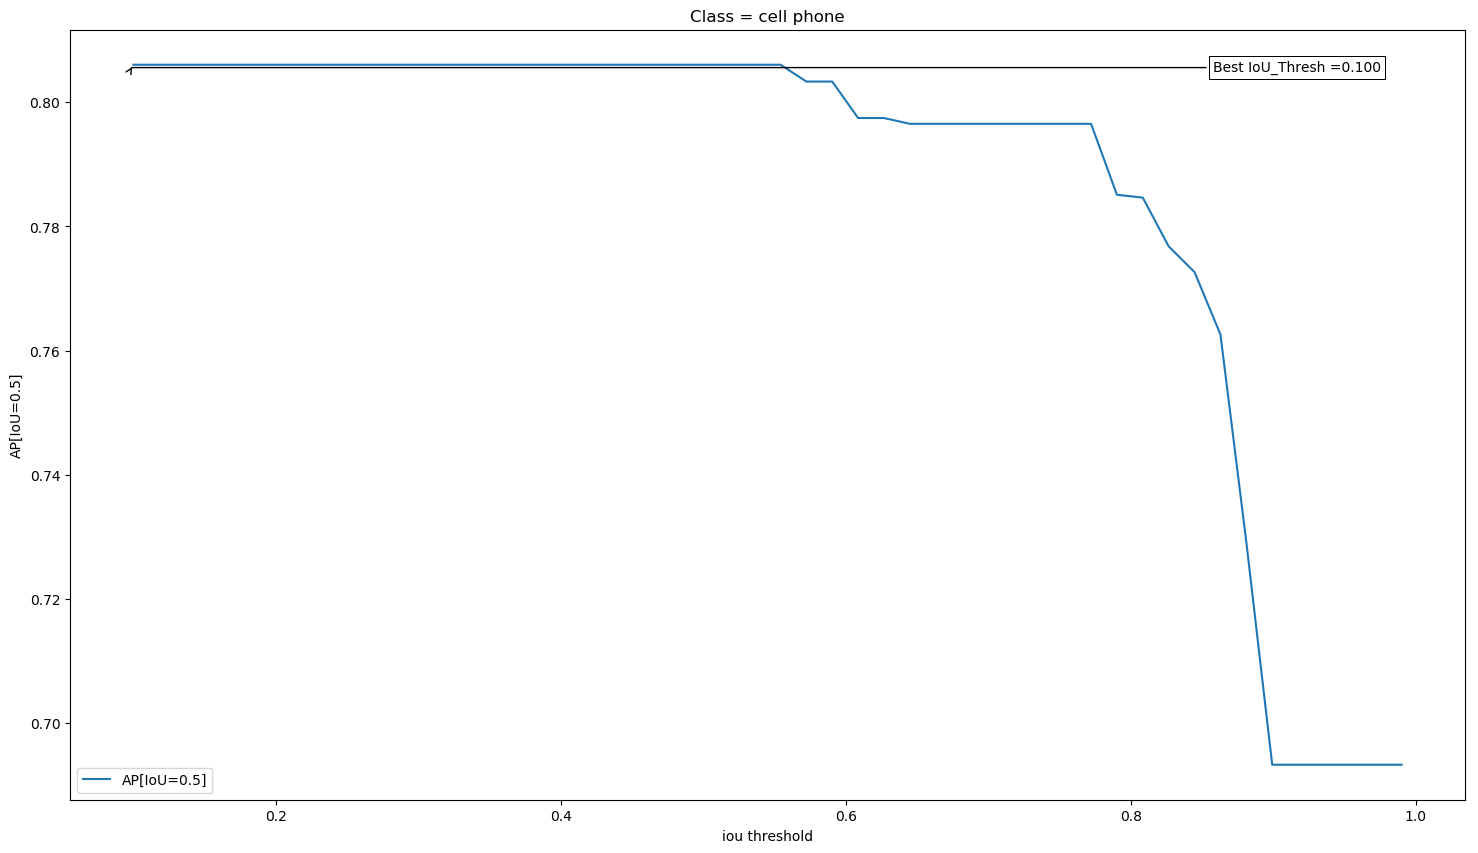 Class = cell phone
Best IoU_Thresh =0.100
AP[IoU=0.5]
0.80
0.78
0.76
0.74
0.72
0.70
AP[IoU=0.5]
0.2
0.4
0.6
0.8
1.0
iou threshold